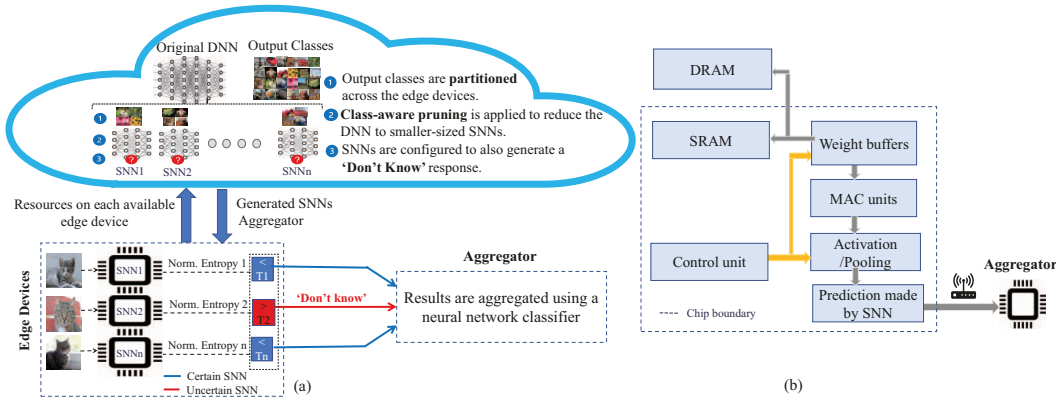 Original DNN
Output Classes
1 Output classes are partitioned
across the edge devices.
2 Class-aware pruning is applied to reduce the
DNN to smaller-sized SNNs.
3 SNNs are configured to also generate a
'Don't Know' response.
1
2
3
?
?
?
SNN1
SNN2
SNNn
Resources on each available
edge device
Generated SNNs
Aggregator
Edge Devices
SNN1
Norm. Entropy 1
<
T1
SNN2
Norm. Entropy 2
>
T2
'Don't know'
SNNn
Norm. Entropy n
<
Tn
Certain SNN
Uncertain SNN
Aggregator
Results are aggregated using a
neural network classifier
(a)
DRAM
SRAM
Weight buffers
MAC units
Control unit
Activation
/Pooling
Prediction made
by SNN
Aggregator
Chip boundary
(b)